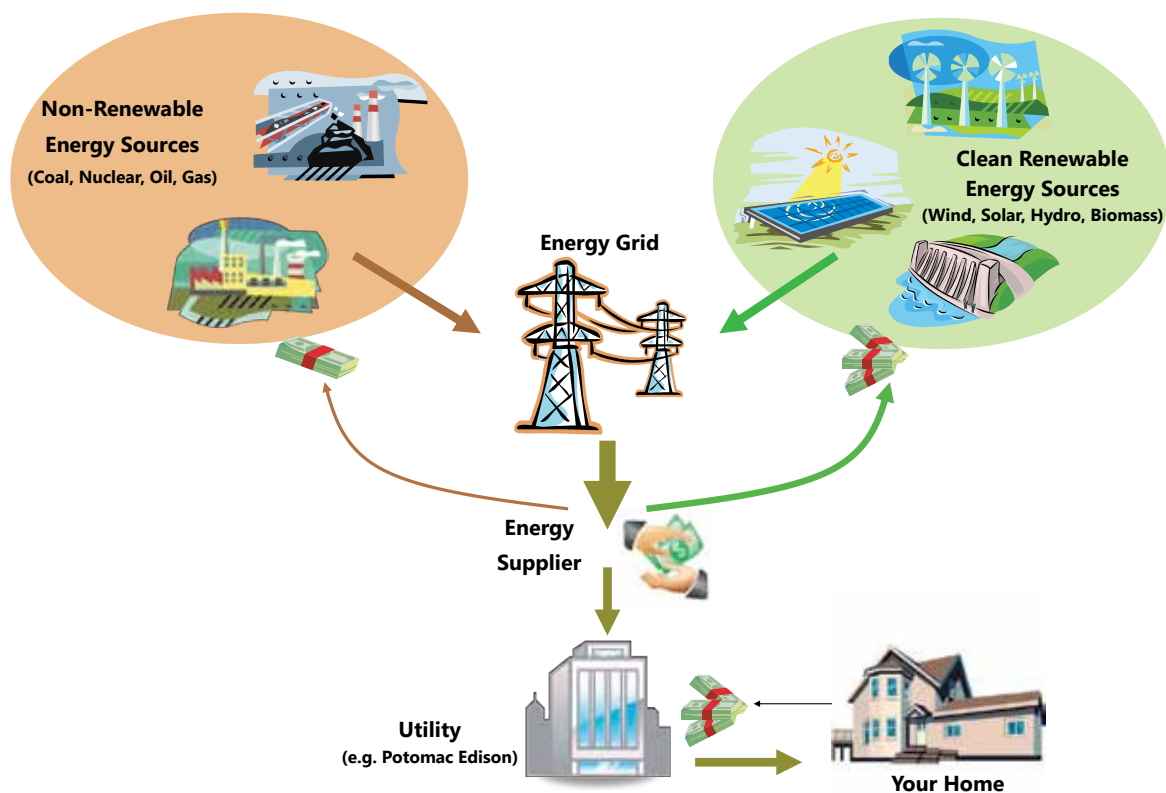 Non-Renewable
Energy Sources
(Coal, Nuclear, Oil, Gas)
Clean Renewable
Energy Sources
(Wind, Solar, Hydro, Biomass)
Energy Grid
Energy
Supplier
Utility
(e.g. Potomac Edison)
Your Home